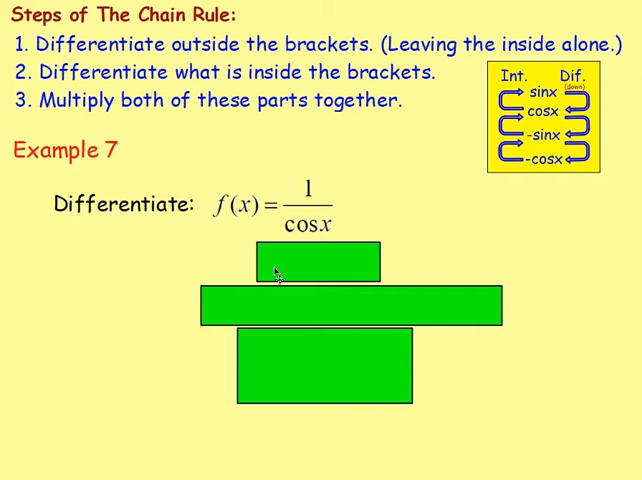 Steps of The Chain Rule:
1. Differentiate outside the brackets. (Leaving the inside alone.)
2. Differentiate what is inside the brackets.
3. Multiply both of these parts together.
Int. Dif.
(down)
sinx
cosx
-sinx
-cosx
Example 7
Differentiate: f(x) = 1/cosx